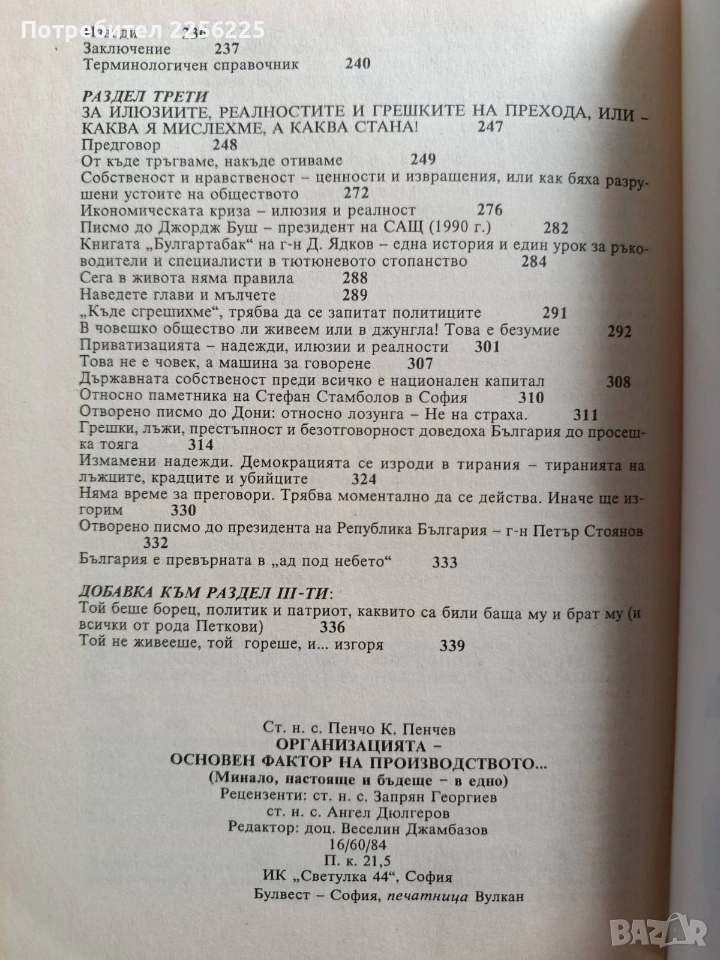 Потребител 2356225
Изводи 236
Заключение 237
Терминологичен справочник 240
РАЗДЕЛ ТРЕТИ
ЗА ИЛЮЗИИТЕ, РЕАЛНОСТИТЕ И ГРЕШКИТЕ НА ПРЕХОДА, ИЛИ –
КАКВА Я МИСЛЕХМЕ, А КАКВА СТАНА! 247
Предговор 248
От къде тръгваме, накъде отиваме 249
Собственост и нравственост – ценности и извращения, или как бяха разру-
шени устоите на обществото 272
Икономическата криза – илюзия и реалност 276
Писмо до Джордж Буш – президент на САЩ (1990 г.) 282
Книгата „Булгартабак“ на г-н Д. Ядков – една история и един урок за ръко-
водители и специалисти в тютюневото стопанство 284
Сега в живота няма правила 288
Наведете глави и мълчете 289
„Къде сгрешихме“, трябва да се запитат политиците 291
В човешко общество ли живеем или в джунгла! Това е безумие 292
Приватизацията – надежди, илюзии и реалности 301
Това не е човек, а машина за говорене 307
Държавната собственост преди всичко е национален капитал 308
Относно паметника на Стефан Стамболов в София 310
Отворено писмо до Дони: относно лозунга – Не на страха. 311
Грешки, лъжи, престъпност и безотговорност доведоха България до просеш-
ка тояга 314
Измамени надежди. Демокрацията се изроди в тирания – тиранията на
лъжците, крадците и убийците 324
Няма време за преговори. Трябва моментално да се действа. Иначе ще из-
горим 330
Отворено писмо до президента на Република България – г-н Петър Стоянов
332
България е превърната в „ад под небето“ 333
ДОБАВКА КЪМ РАЗДЕЛ III-ТИ:
Той беше борец, политик и патриот, каквито са били баща му и брат му (и
всички от рода Петкови) 336
Той не живееше, той гореше, и... изгоря 339
Ст. н. с. Пенчо К. Пенчев
ОРГАНИЗАЦИЯТА –
ОСНОВЕН ФАКТОР НА ПРОИЗВОДСТВОТО...
(Минало, настояще и бъдеще – в едно)
Рецензенти: ст. н. с. Запрян Георгиев
ст. н. с. Ангел Дюлгеров
Редактор: доц. Веселин Джамбазов
16/60/84
П. к. 21,5
ИК „Светулка 44“, София
Булвест – София, печатница Вулкан
BAZAR